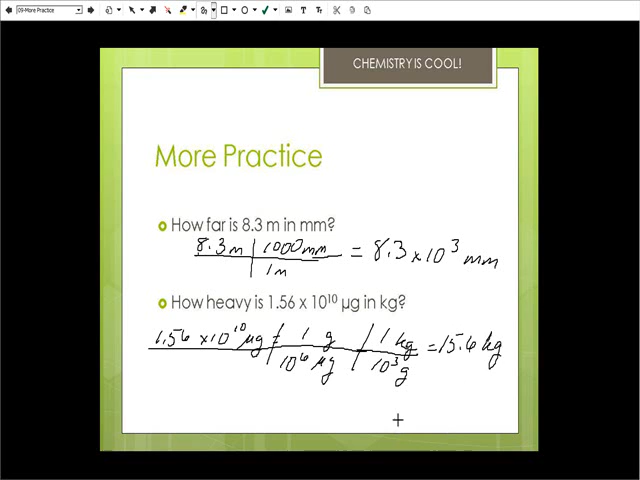 09-More Practice
CHEMISTRY IS COOL!
More Practice
How far is 8.3 m in mm?
8.3 m | 1000 mm = 8.3 x 10³ mm
1 m
How heavy is 1.56 x 10¹⁰ µg in kg?
1.56 x 10¹⁰ µg | 1 g | 1 kg = 15.6 kg
10⁶ µg | 10³ g